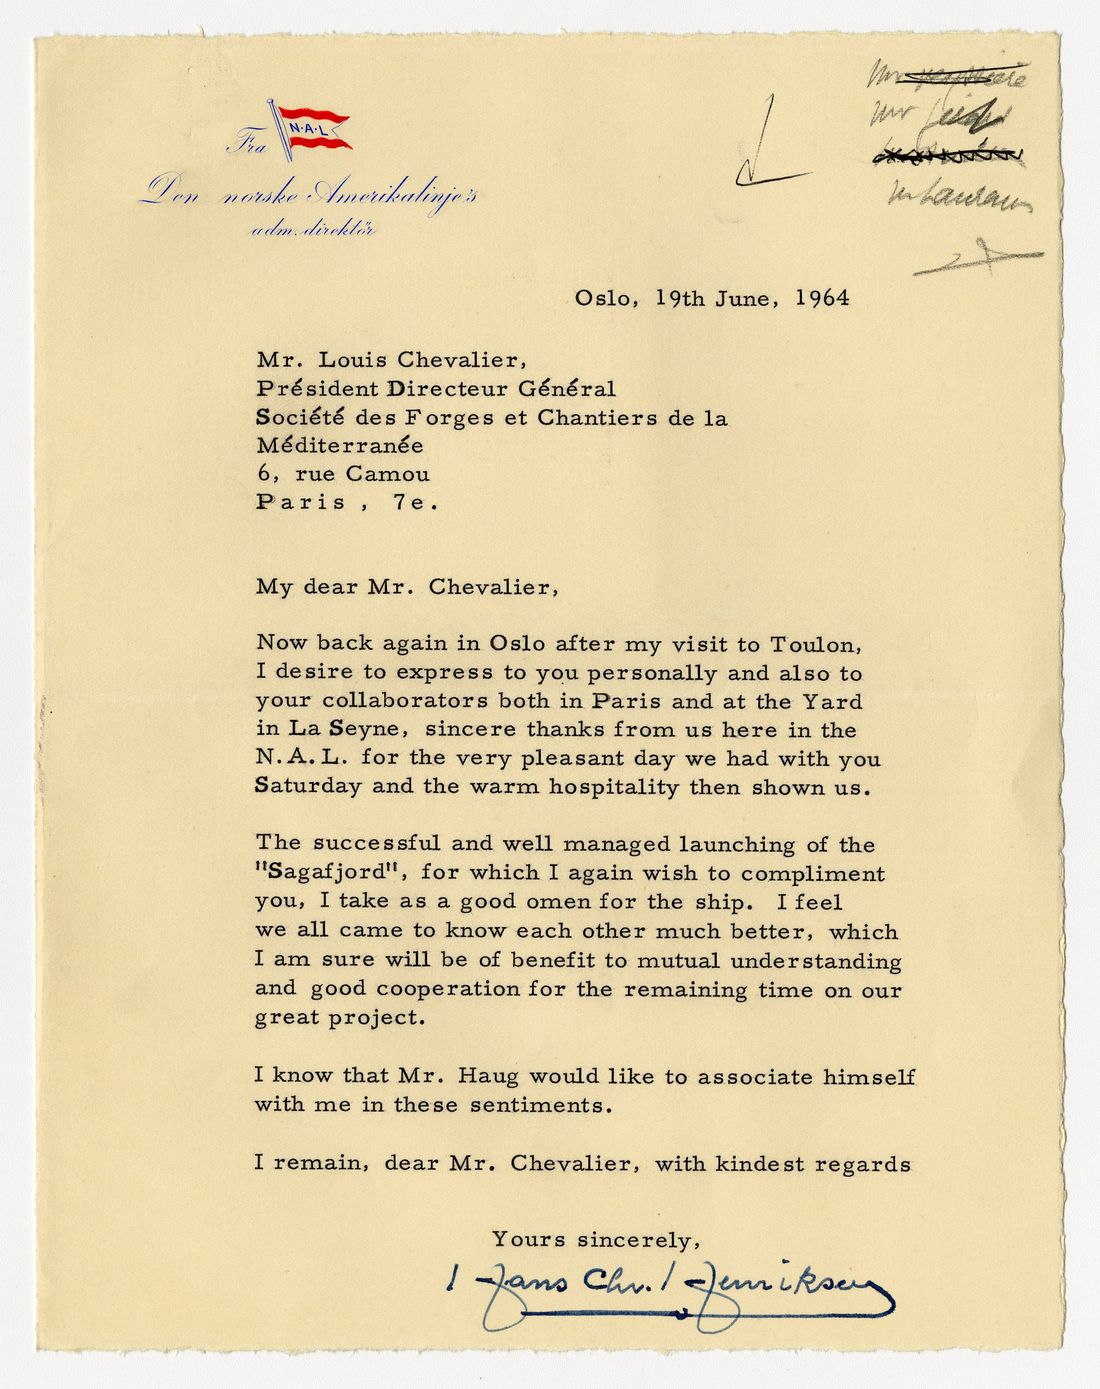 Mr
Mr
Fra N·A·L
Den norske Amerikalinje's
adm. direktör
Oslo, 19th June, 1964
Mr. Louis Chevalier,
Président Directeur Général
Société des Forges et Chantiers de la
Méditerranée
6, rue Camou
Paris , 7e.
My dear Mr. Chevalier,
Now back again in Oslo after my visit to Toulon,
I desire to express to you personally and also to
your collaborators both in Paris and at the Yard
in La Seyne, sincere thanks from us here in the
N.A.L. for the very pleasant day we had with you
Saturday and the warm hospitality then shown us.
The successful and well managed launching of the
"Sagafjord", for which I again wish to compliment
you, I take as a good omen for the ship. I feel
we all came to know each other much better, which
I am sure will be of benefit to mutual understanding
and good cooperation for the remaining time on our
great project.
I know that Mr. Haug would like to associate himself
with me in these sentiments.
I remain, dear Mr. Chevalier, with kindest regards
Yours sincerely,
Hans Chr. Henriksen